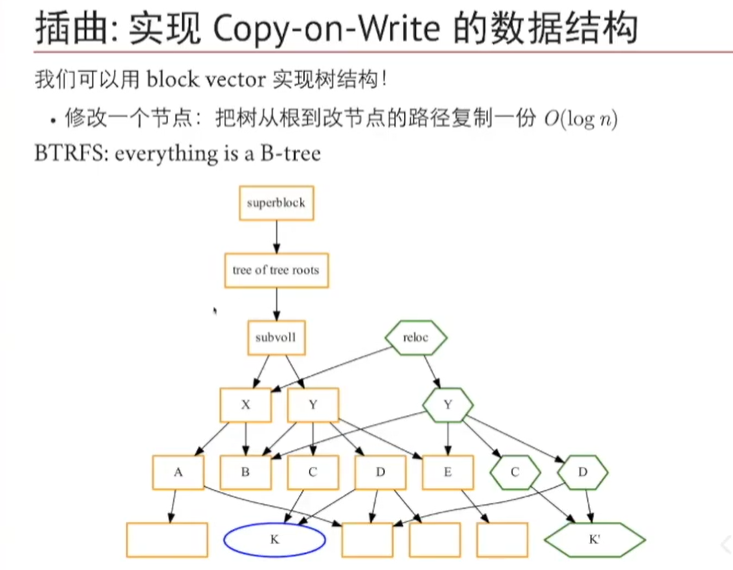 插曲: 实现 Copy-on-Write 的数据结构
我们可以用 block vector 实现树结构！
• 修改一个节点：把树从根到改节点的路径复制一份 O(log n)
BTRFS: everything is a B-tree
superblock
tree of tree roots
subvol1
reloc
X
Y
Y
A
B
C
D
E
C
D
K
K'